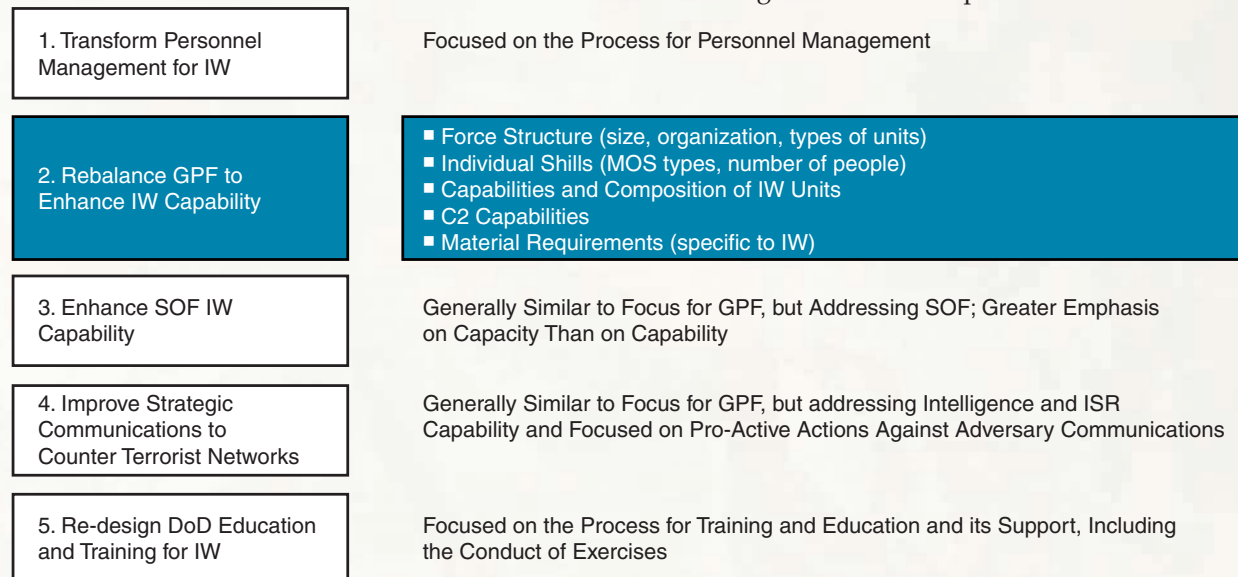 1. Transform Personnel
Management for IW
Focused on the Process for Personnel Management
2. Rebalance GPF to
Enhance IW Capability
■ Force Structure (size, organization, types of units)
■ Individual Shills (MOS types, number of people)
■ Capabilities and Composition of IW Units
■ C2 Capabilities
■ Material Requirements (specific to IW)
3. Enhance SOF IW
Capability
Generally Similar to Focus for GPF, but Addressing SOF; Greater Emphasis
on Capacity Than on Capability
4. Improve Strategic
Communications to
Counter Terrorist Networks
Generally Similar to Focus for GPF, but addressing Intelligence and ISR
Capability and Focused on Pro-Active Actions Against Adversary Communications
5. Re-design DoD Education
and Training for IW
Focused on the Process for Training and Education and its Support, Including
the Conduct of Exercises